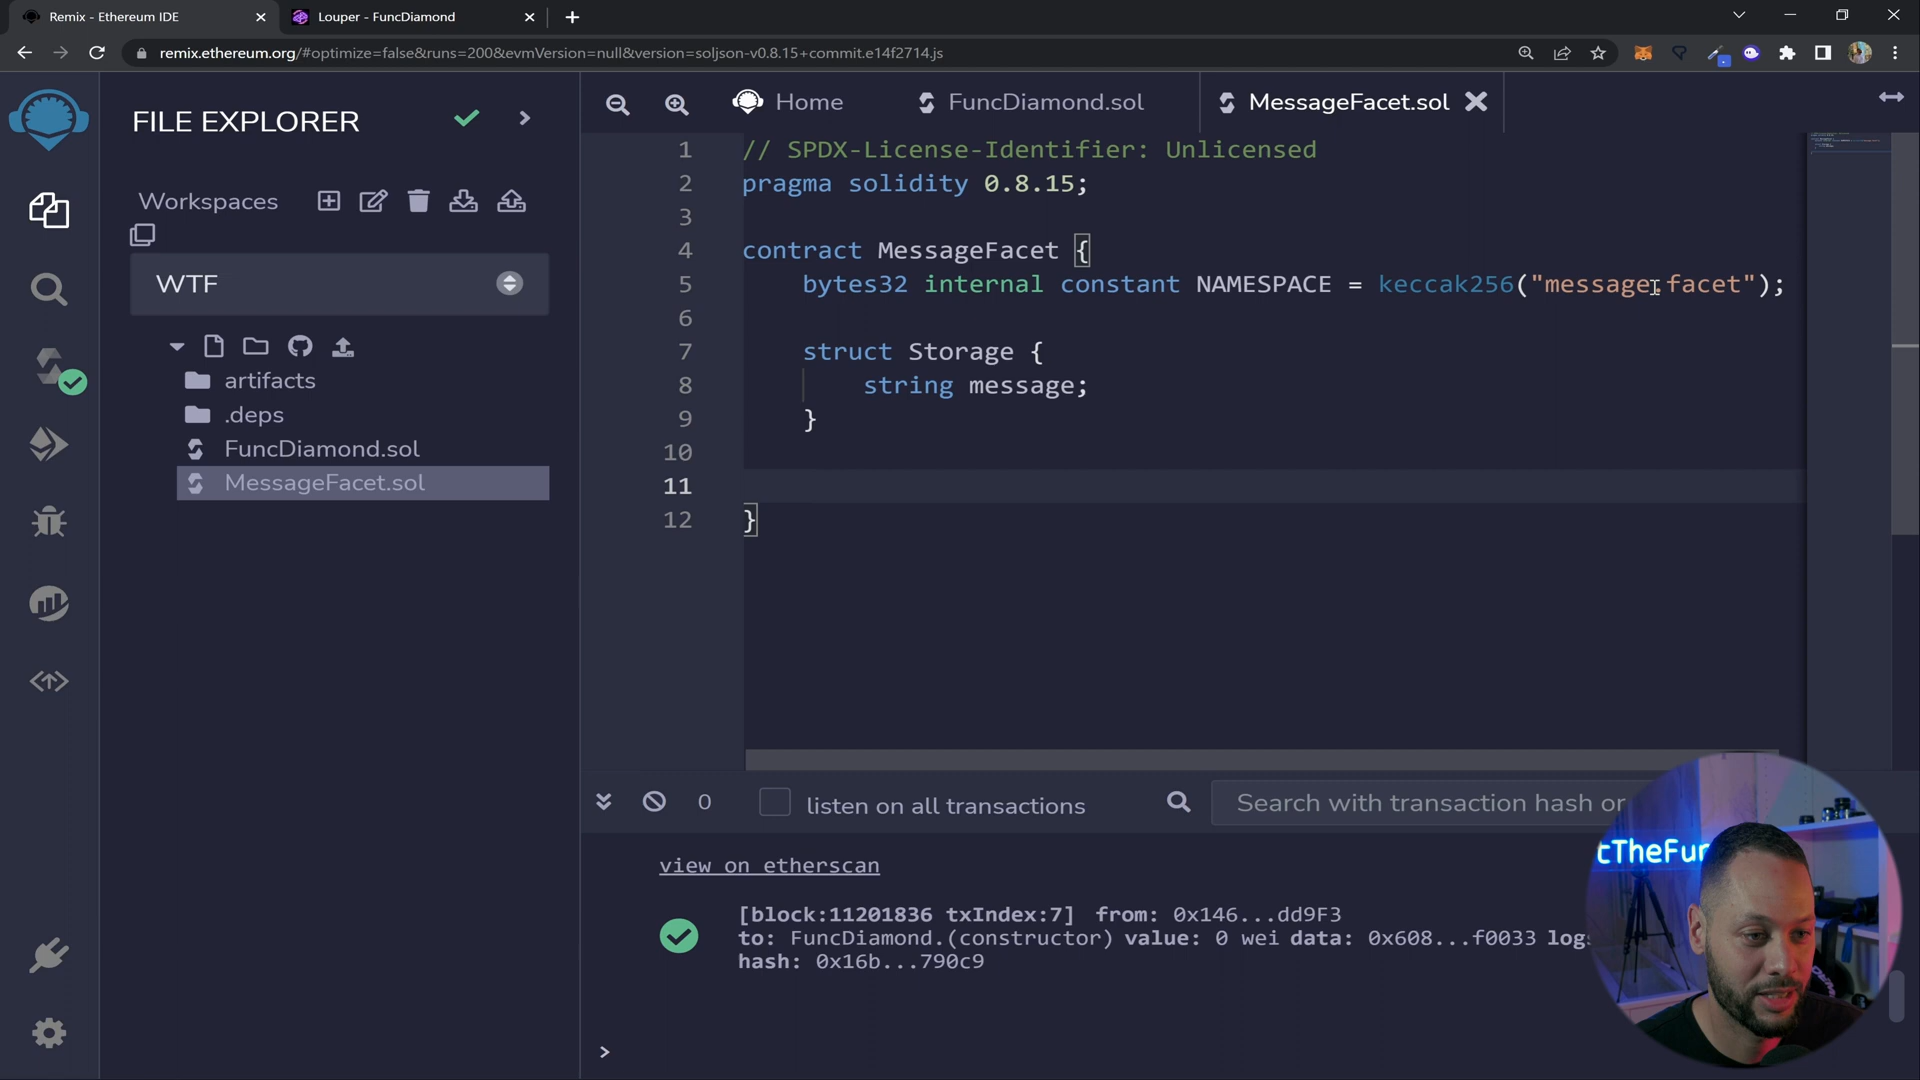 Remix - Ethereum IDE
Louper - FuncDiamond
remix.ethereum.org/#optimize=false&runs=200&evmVersion=null&version=soljson-v0.8.15+commit.e14f2714.js
FILE EXPLORER
Workspaces
WTF
artifacts
.deps
FuncDiamond.sol
MessageFacet.sol
Home
FuncDiamond.sol
MessageFacet.sol
1 // SPDX-License-Identifier: Unlicensed
2 pragma solidity 0.8.15;
3
4 contract MessageFacet {
5 bytes32 internal constant NAMESPACE = keccak256("message.facet");
6
7 struct Storage {
8 string message;
9 }
10
11
12 }
0
listen on all transactions
Search with transaction hash or
view on etherscan
[block:11201836 txIndex:7] from: 0x146...dd9F3
to: FuncDiamond.(constructor) value: 0 wei data: 0x608...f0033 logs
hash: 0x16b...790c9
>
tTheFun